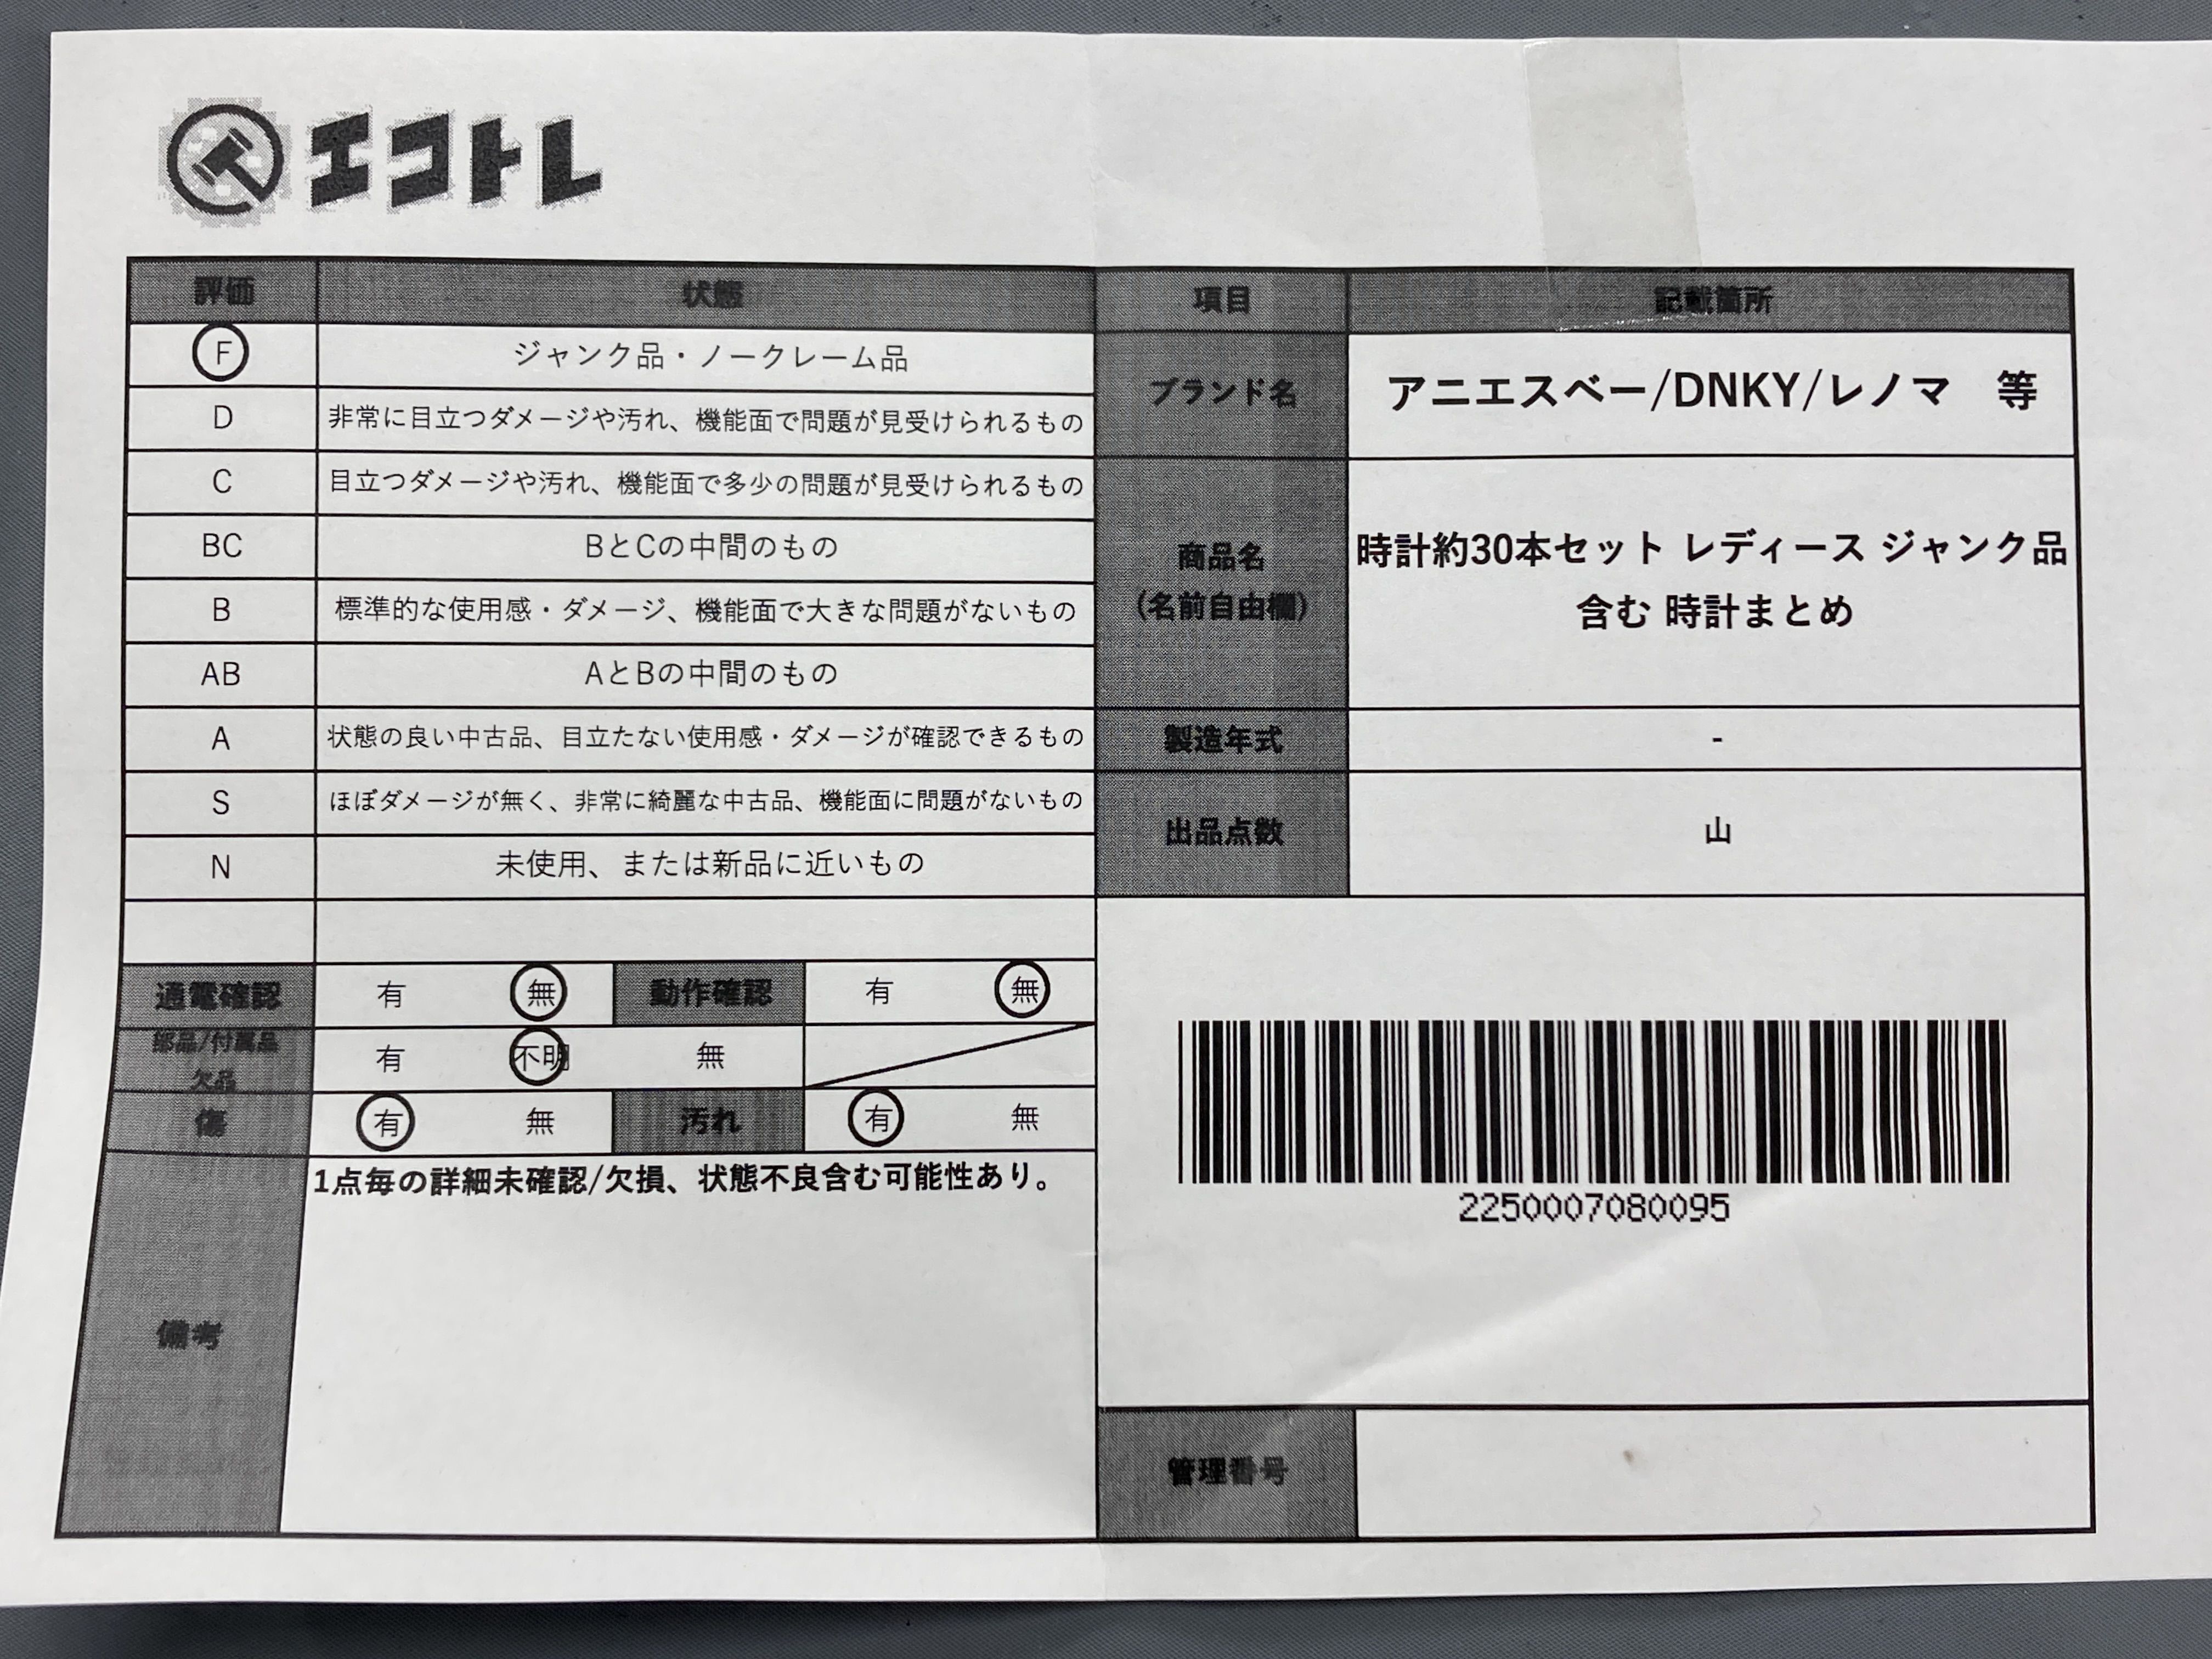 エコトレ
評価 状態
F ジャンク品・ノークレーム品
D 非常に目立つダメージや汚れ、機能面で問題が見受けられるもの
C 目立つダメージや汚れ、機能面で多少の問題が見受けられるもの
BC BとCの中間のもの
B 標準的な使用感・ダメージ、機能面で大きな問題がないもの
AB AとBの中間のもの
A 状態の良い中古品、目立たない使用感・ダメージが確認できるもの
S ほぼダメージが無く、非常に綺麗な中古品、機能面に問題がないもの
N 未使用、または新品に近いもの
通電確認 有 無 動作確認 有 無
部品/付属品
欠品 有 不明 無
傷 有 無 汚れ 有 無
備考 1点毎の詳細未確認/欠損、状態不良含む可能性あり。
項目 記載箇所
ブランド名 アニエスベー/DNKY/レノマ 等
商品名
(名前自由欄)
時計約30本セット レディース ジャンク品
含む 時計まとめ
製造年式 -
出品点数 山
2250007080095
管理番号